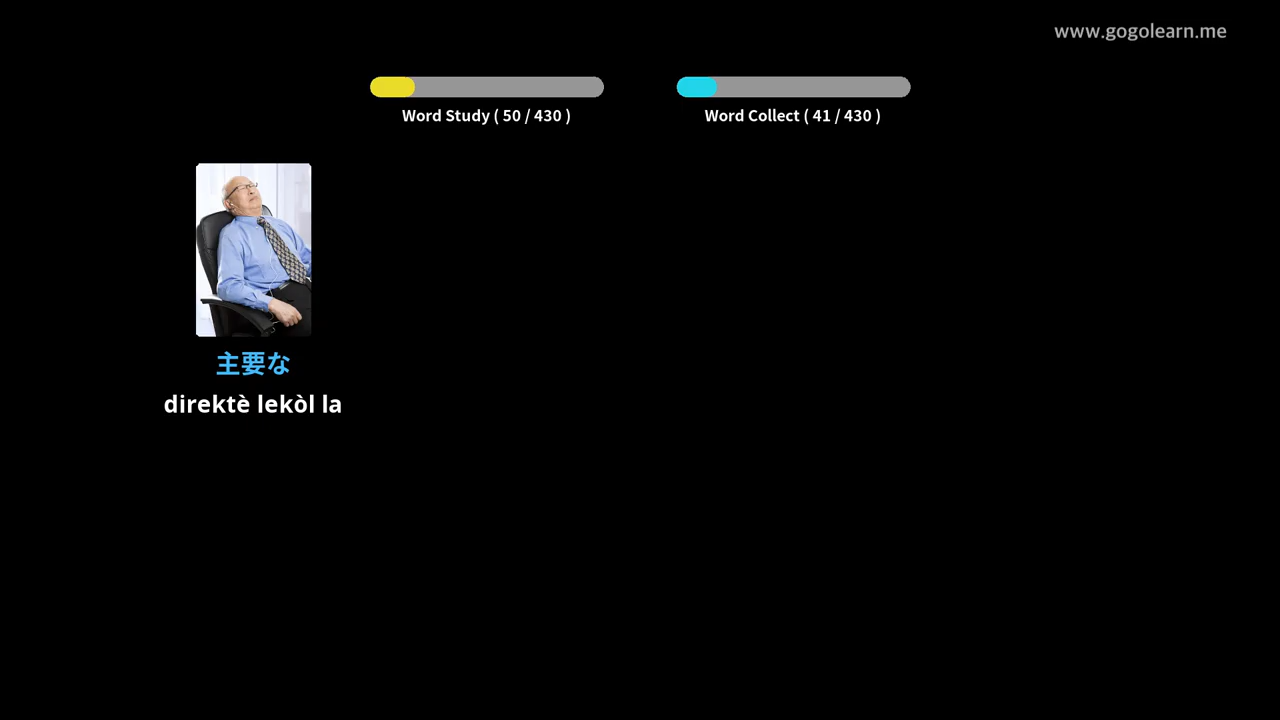 www.gogolearn.me
Word Study ( 50 / 430 )
Word Collect ( 41 / 430 )
主要な
direktè lekòl la